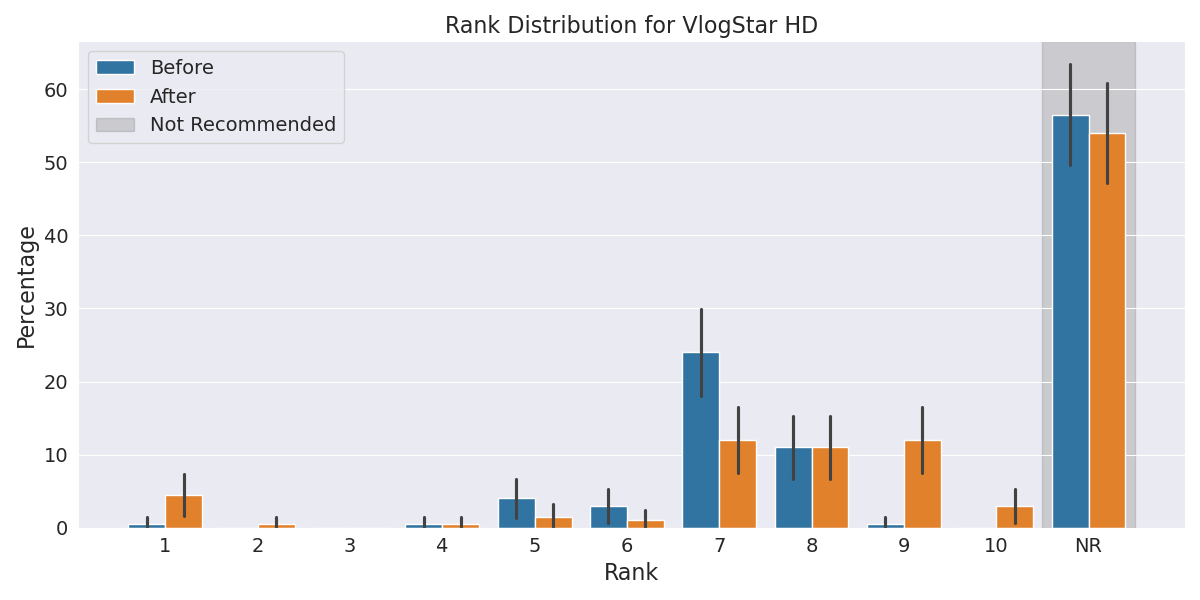 Rank Distribution for VlogStar HD
Before
After
Not Recommended
Percentage
60
50
40
30
20
10
0
1 2 3 4 5 6 7 8 9 10 NR
Rank